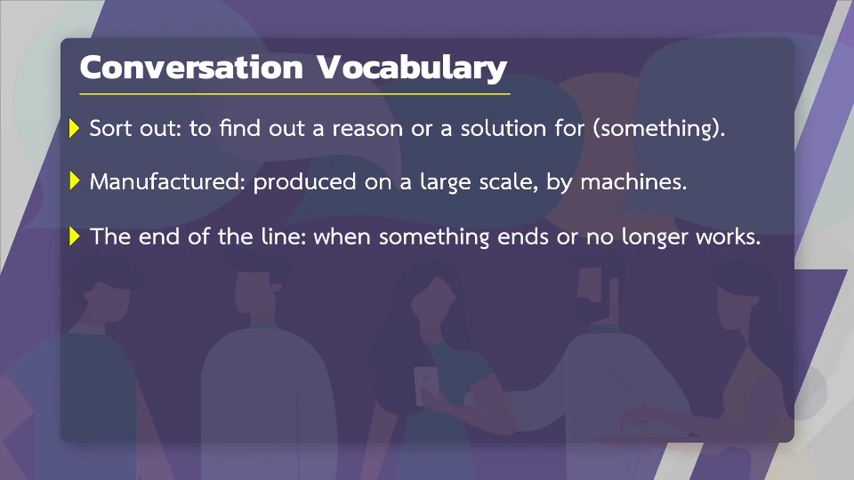 Conversation Vocabulary
Sort out: to find out a reason or a solution for (something).
Manufactured: produced on a large scale, by machines.
The end of the line: when something ends or no longer works.